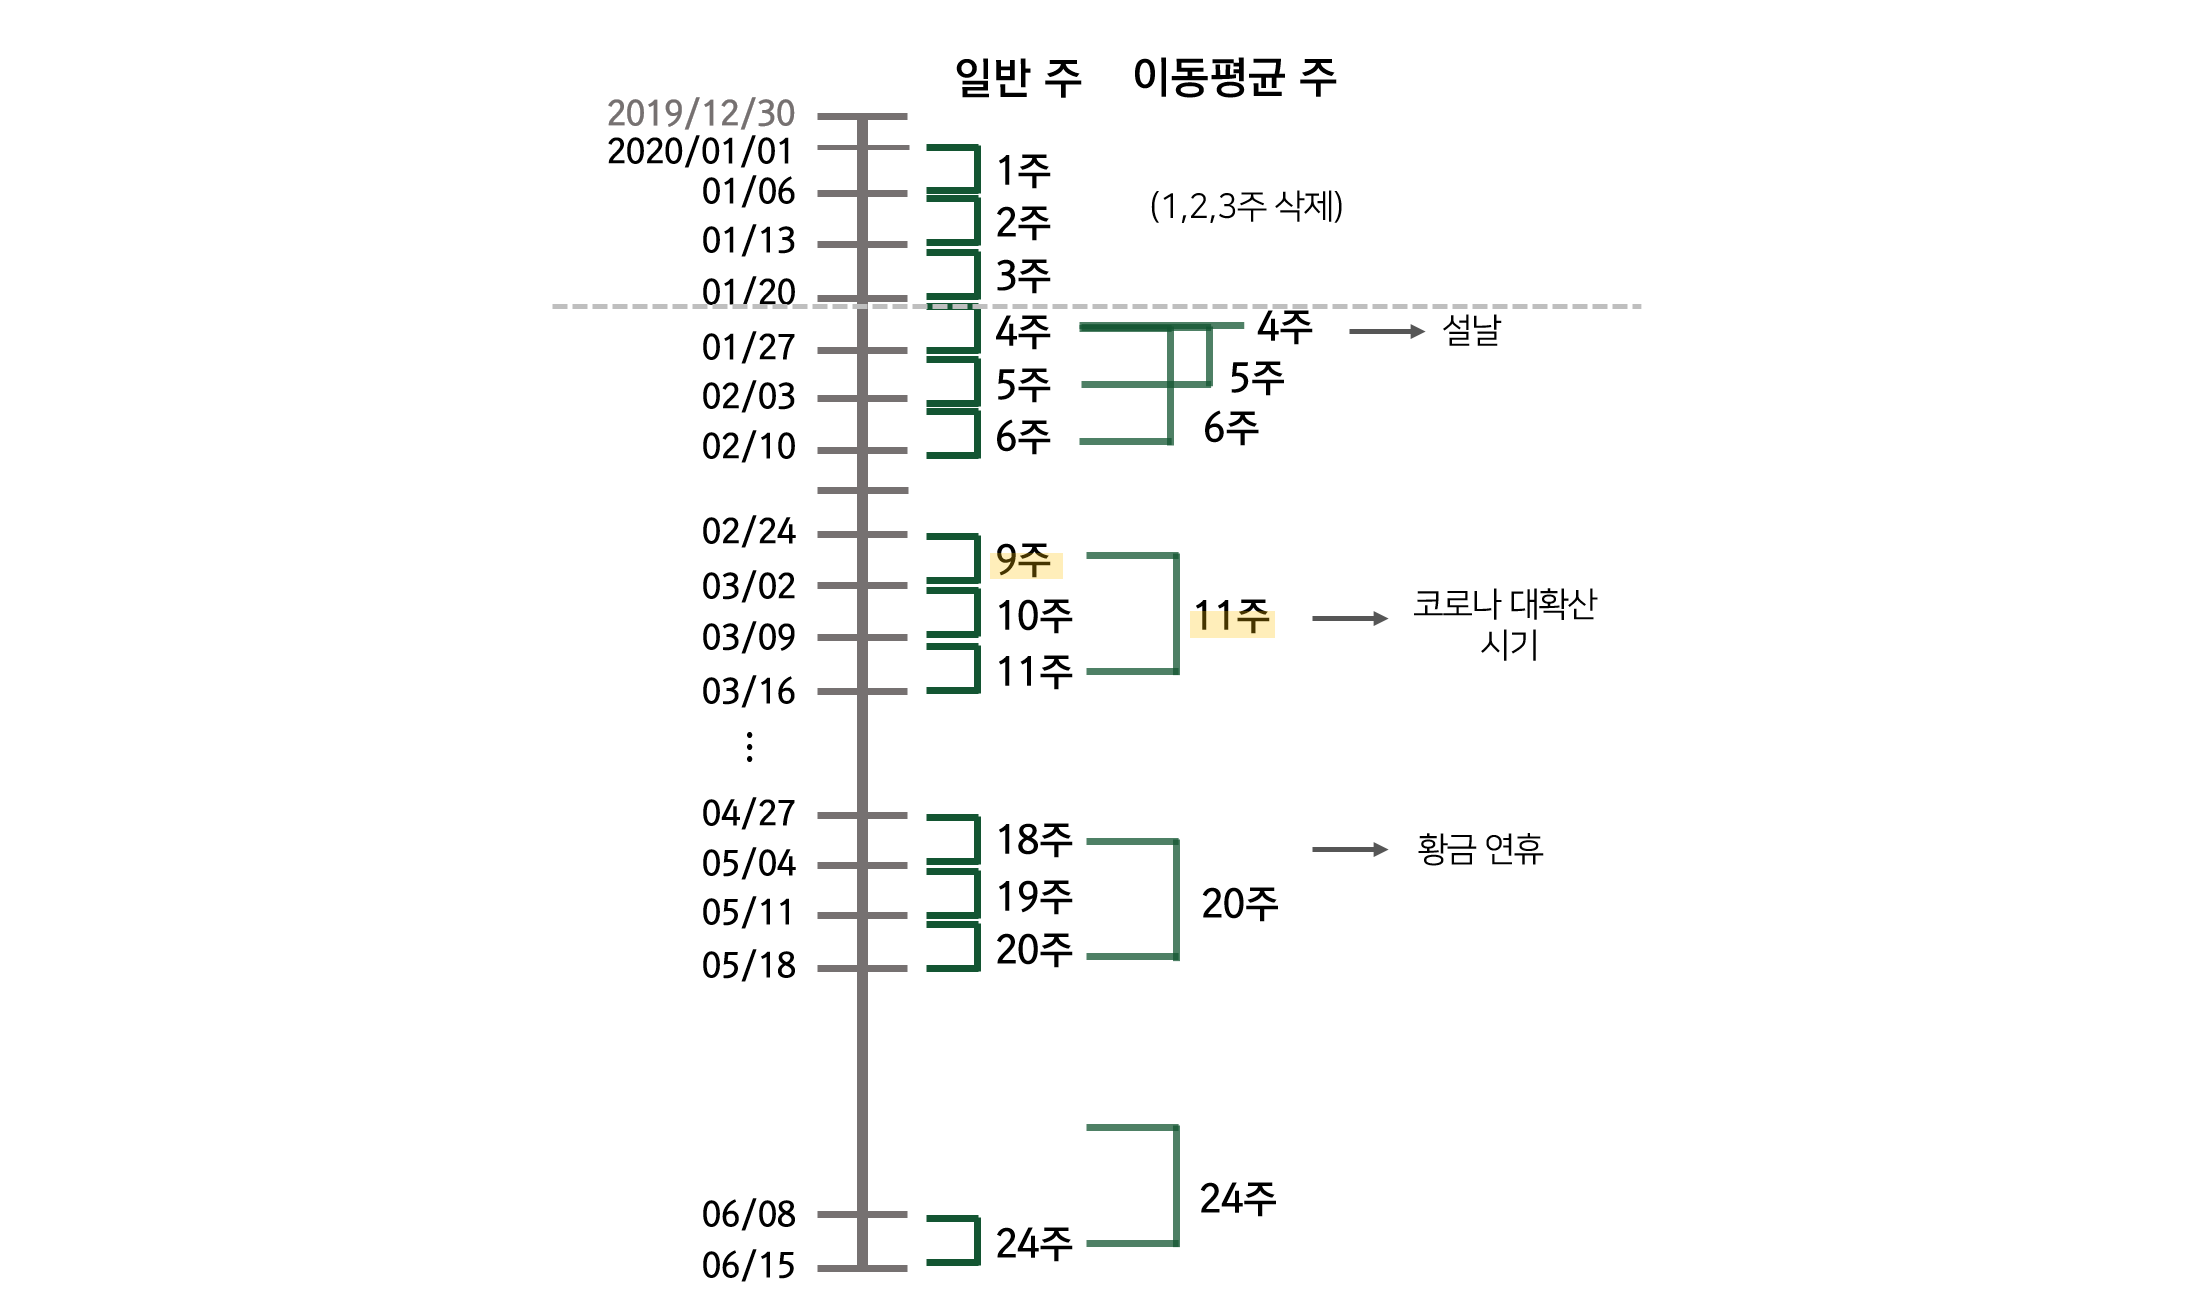 일반 주 이동평균 주
2019/12/30
2020/01/01
1주
01/06
(1,2,3주 삭제)
2주
01/13
3주
01/20
4주 4주 설날
01/27
5주 5주
02/03
6주 6주
02/10
02/24
9주
03/02
10주 11주 코로나 대확산
시기
03/09
11주
03/16
⋮
04/27
18주 황금 연휴
05/04
19주 20주
05/11
20주
05/18
24주
06/08
24주
06/15